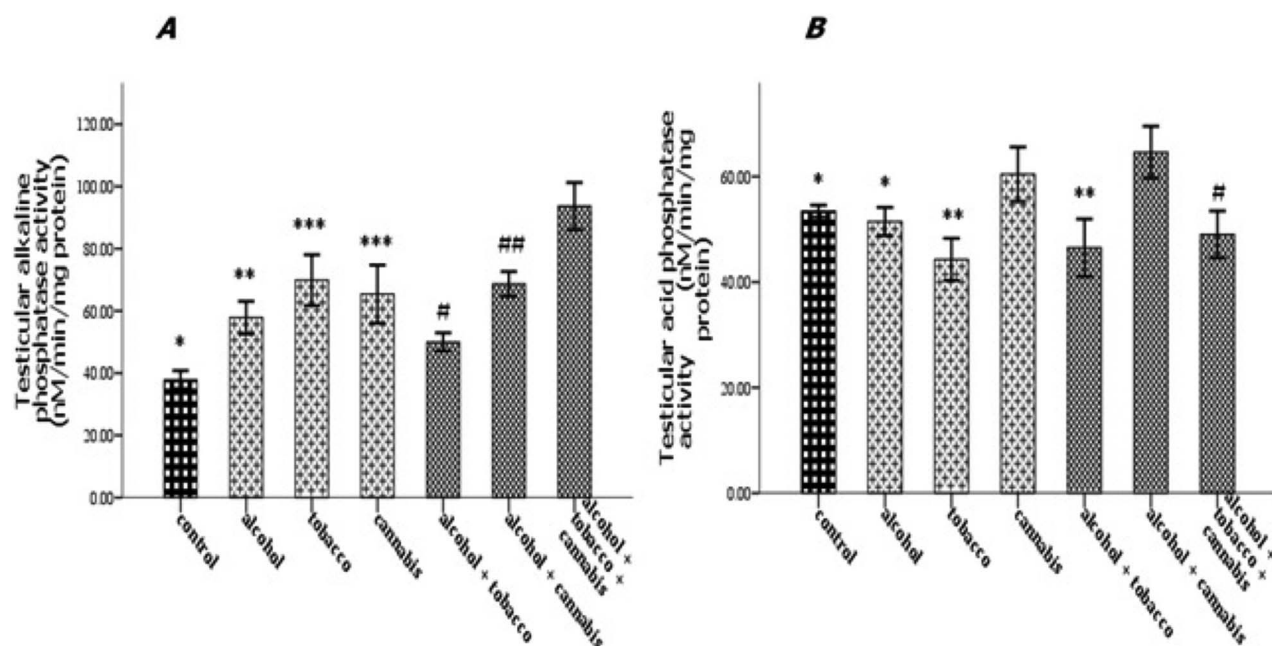 A
Testicular alkaline
phosphatase activity
(nM/min/mg protein)
120.00
100.00
80.00
60.00
40.00
20.00
0.00
*
**
***
***
#
##
control
alcohol
tobacco
cannabis
alcohol + tobacco
alcohol + cannabis
alcohol +
tobacco +
cannabis
B
Testicular acid phosphatase
activity (nM/min/mg
protein)
60.00
40.00
20.00
0.00
*
*
**
**
#
control
alcohol
tobacco
cannabis
alcohol + tobacco
alcohol + cannabis
alcohol +
tobacco +
cannabis